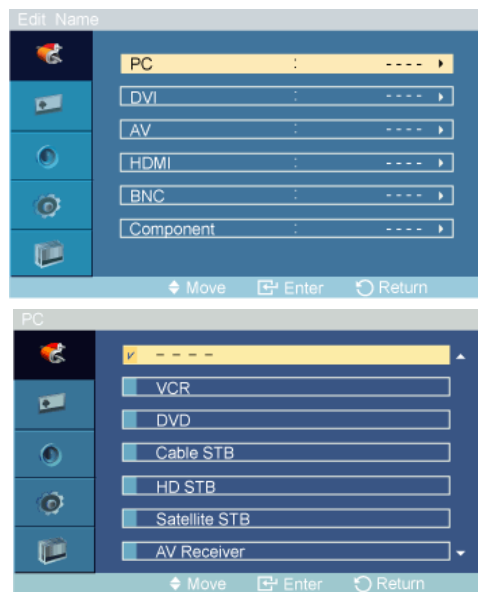 Edit Name
PC : ----
DVI : ----
AV : ----
HDMI : ----
BNC : ----
Component : ----
Move Enter Return
PC
----
VCR
DVD
Cable STB
HD STB
Satellite STB
AV Receiver
Move Enter Return